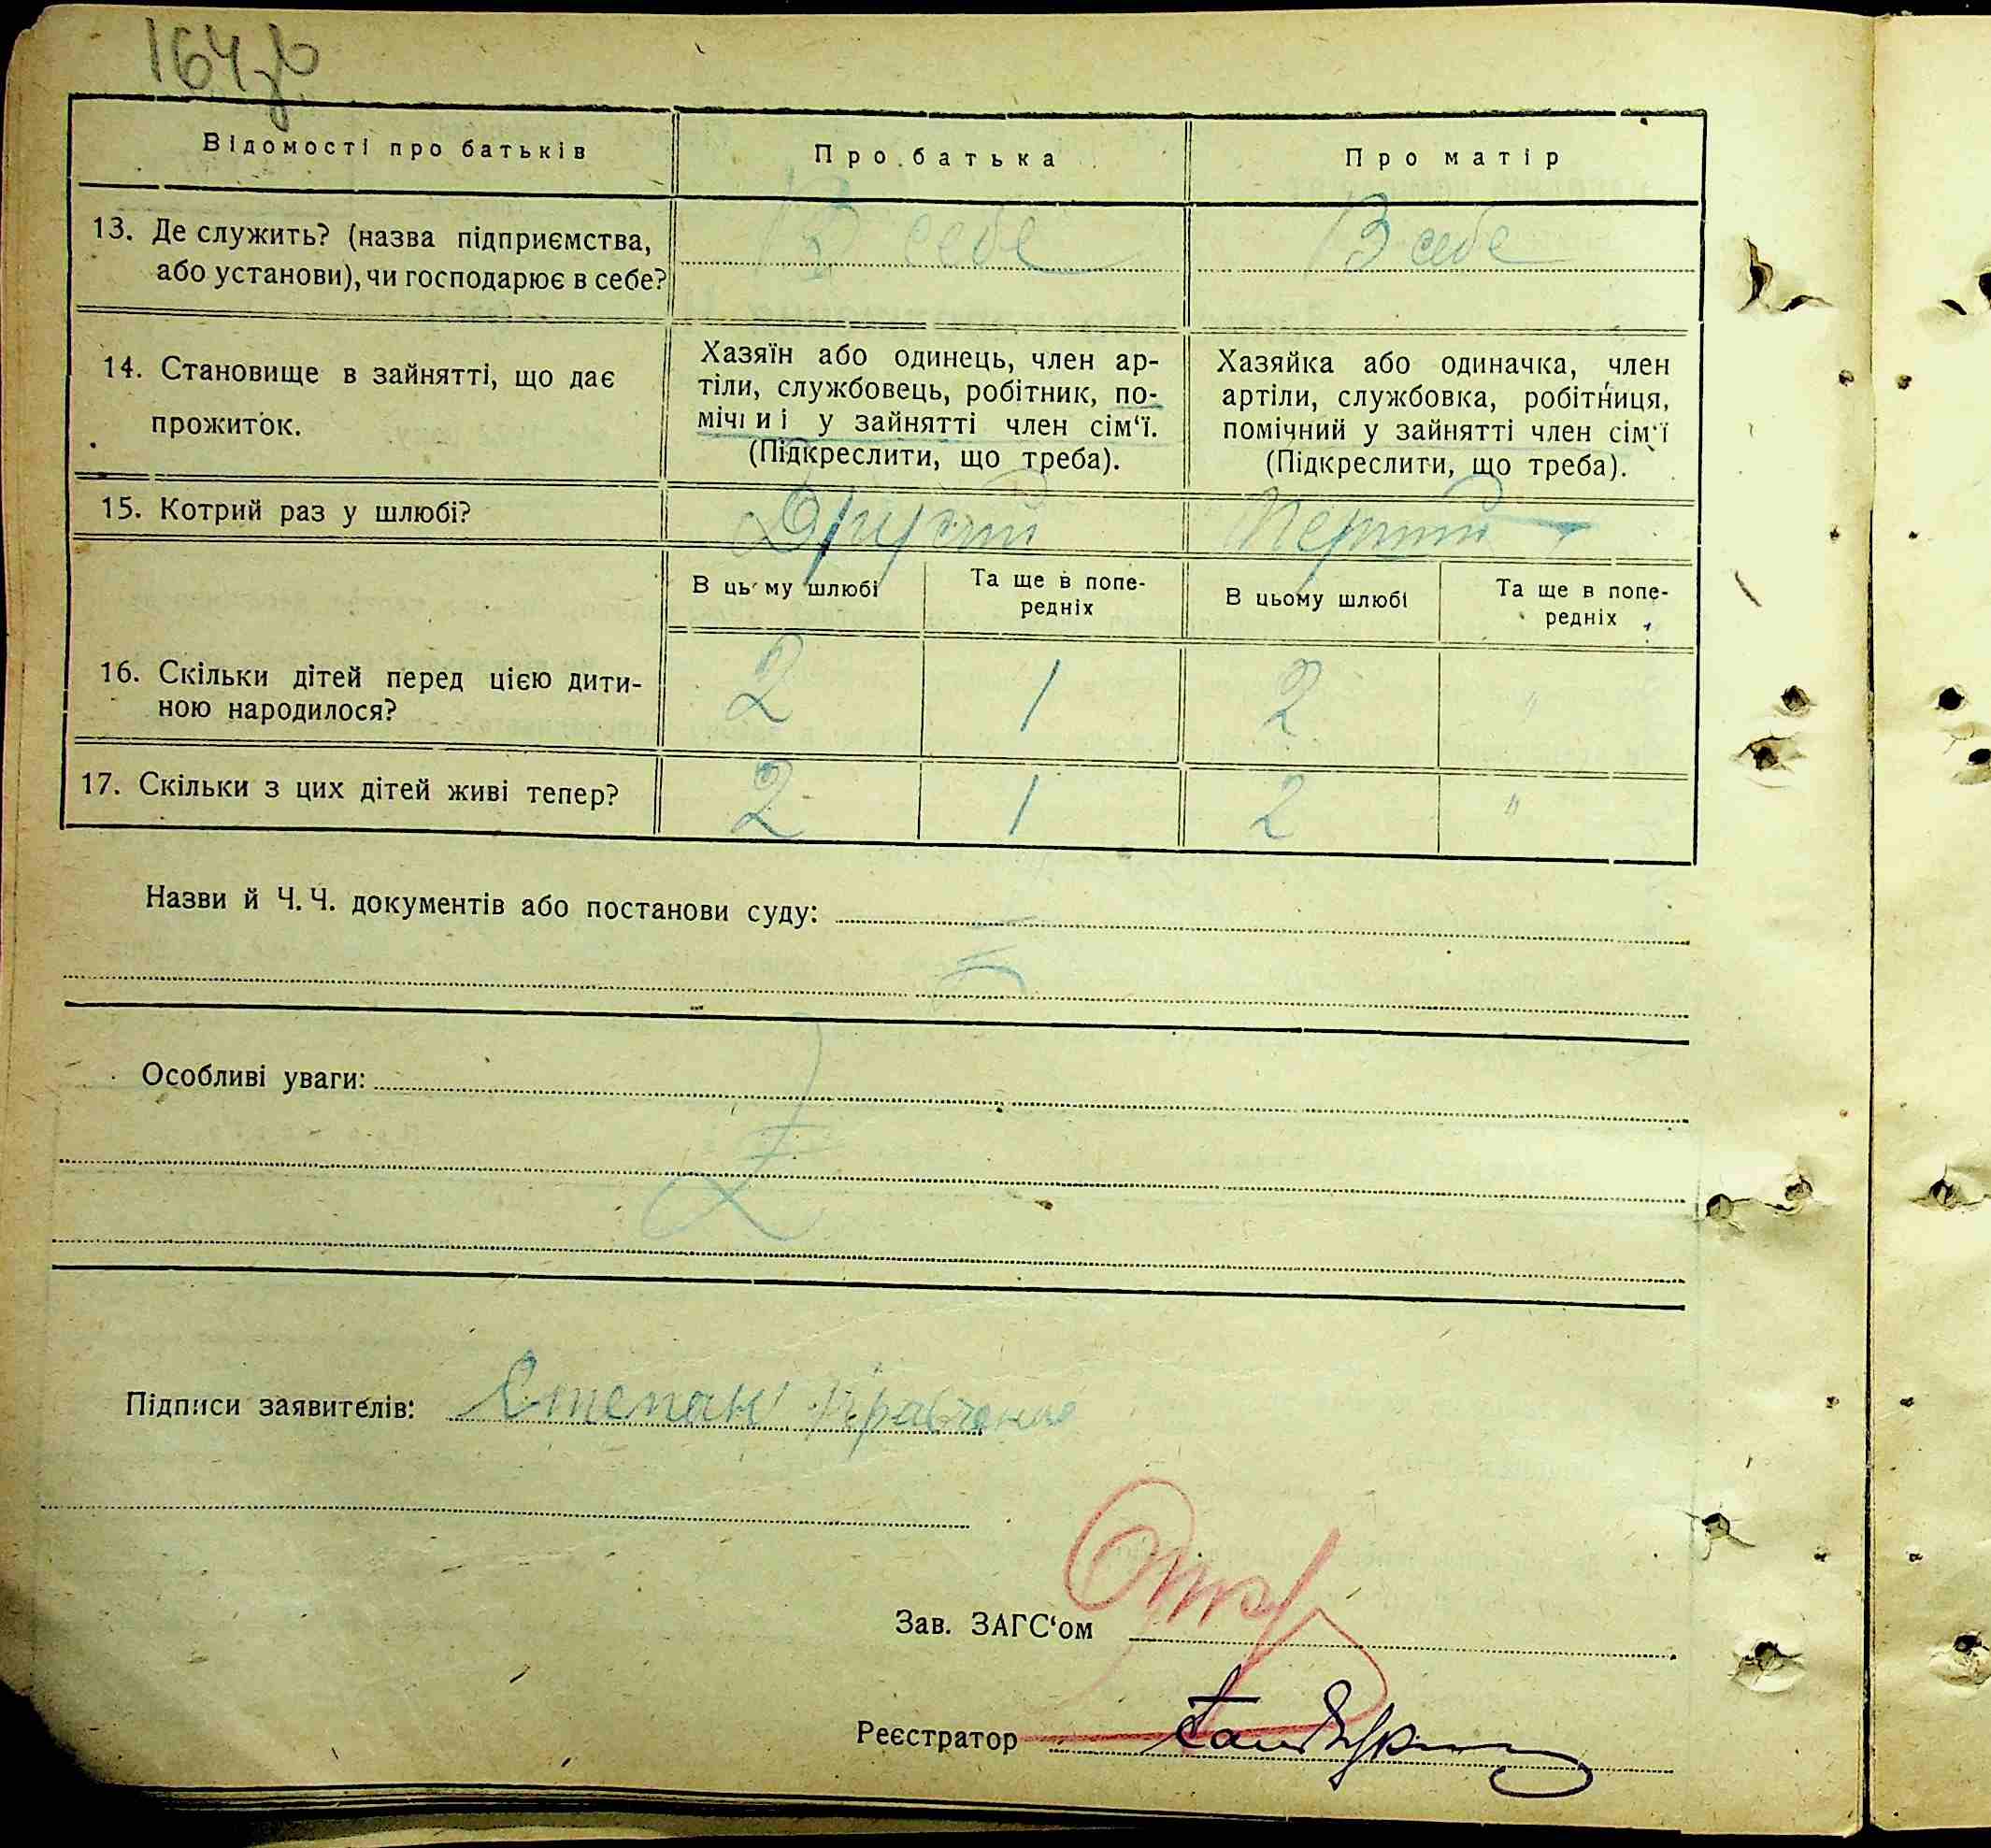 164 зв
Відомості про батьків
Про батька
Про матір
13. Де служить? (назва підприємства,
або установи), чи господарює в себе?
В себе
В себе
14. Становище в зайнятті, що дає
прожиток.
Хазяїн або одинець, член ар-
тіли, службовець, робітник, по-
мічниі у зайнятті член сім‘ї.
(Підкреслити, що треба).
Хазяйка або одиначка, член
артіли, службовка, робітниця,
помічний у зайнятті член сім‘ї
(Підкреслити, що треба).
15. Котрий раз у шлюбі?
Другий
Перший
В цьму шлюбі
Та ще в попе-
редніх
В цьому шлюбі
Та ще в попе-
редніх
16. Скільки дітей перед цією дити-
ною народилося?
2
1
2
"
17. Скільки з цих дітей живі тепер?
2
1
2
"
Назви й Ч. Ч. документів або постанови суду:
Особливі уваги:
Підписи заявителів: Степан Кравченко
Зав. ЗАГС‘ом
Реєстратор